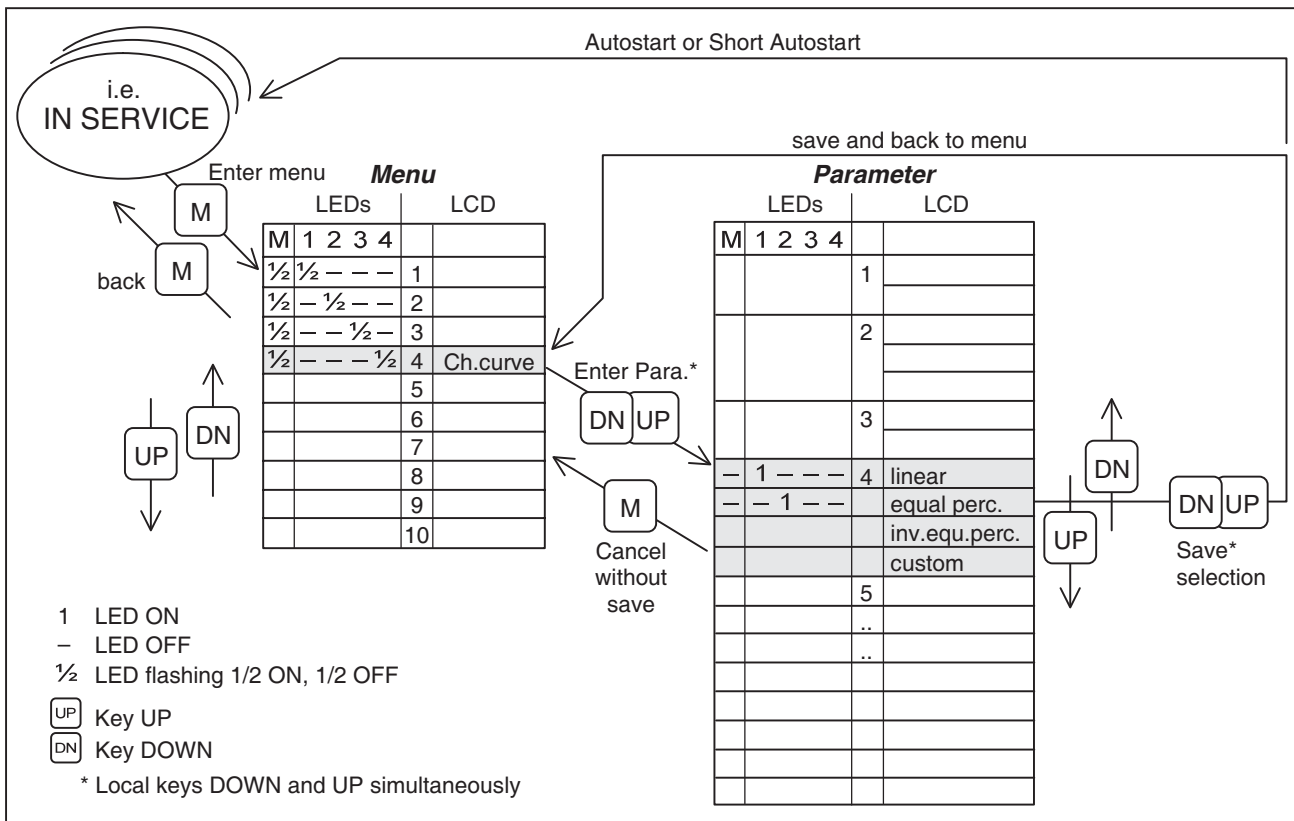 Autostart or Short Autostart
i.e.
IN SERVICE
save and back to menu
Enter menu
Menu
Parameter
LEDs LCD
LEDs LCD
M
M 1 2 3 4
M 1 2 3 4
back M
½ ½ – – – 1
½ – ½ – – 2
½ – – ½ – 3
½ – – – ½ 4 Ch.curve
5
6
7
8
9
10
UP
DN
Enter Para.*
DN UP
M
Cancel
without
save
1
2
3
– 1 – – – 4 linear
– – 1 – – equal perc.
inv.equ.perc.
custom
5
..
..
DN
UP
DN UP
Save*
selection
1 LED ON
– LED OFF
½ LED flashing 1/2 ON, 1/2 OFF
UP Key UP
DN Key DOWN
* Local keys DOWN and UP simultaneously